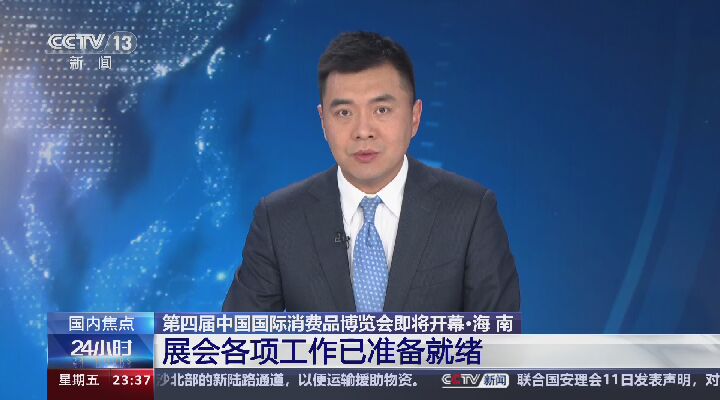 CCTV 13
新闻
国内焦点
第四届中国国际消费品博览会即将开幕·海 南
24小时
展会各项工作已准备就绪
星期五 23:37 沙北部的新陆路通道，以便运输援助物资。 CCTV 新闻 联合国安理会11日发表声明，对